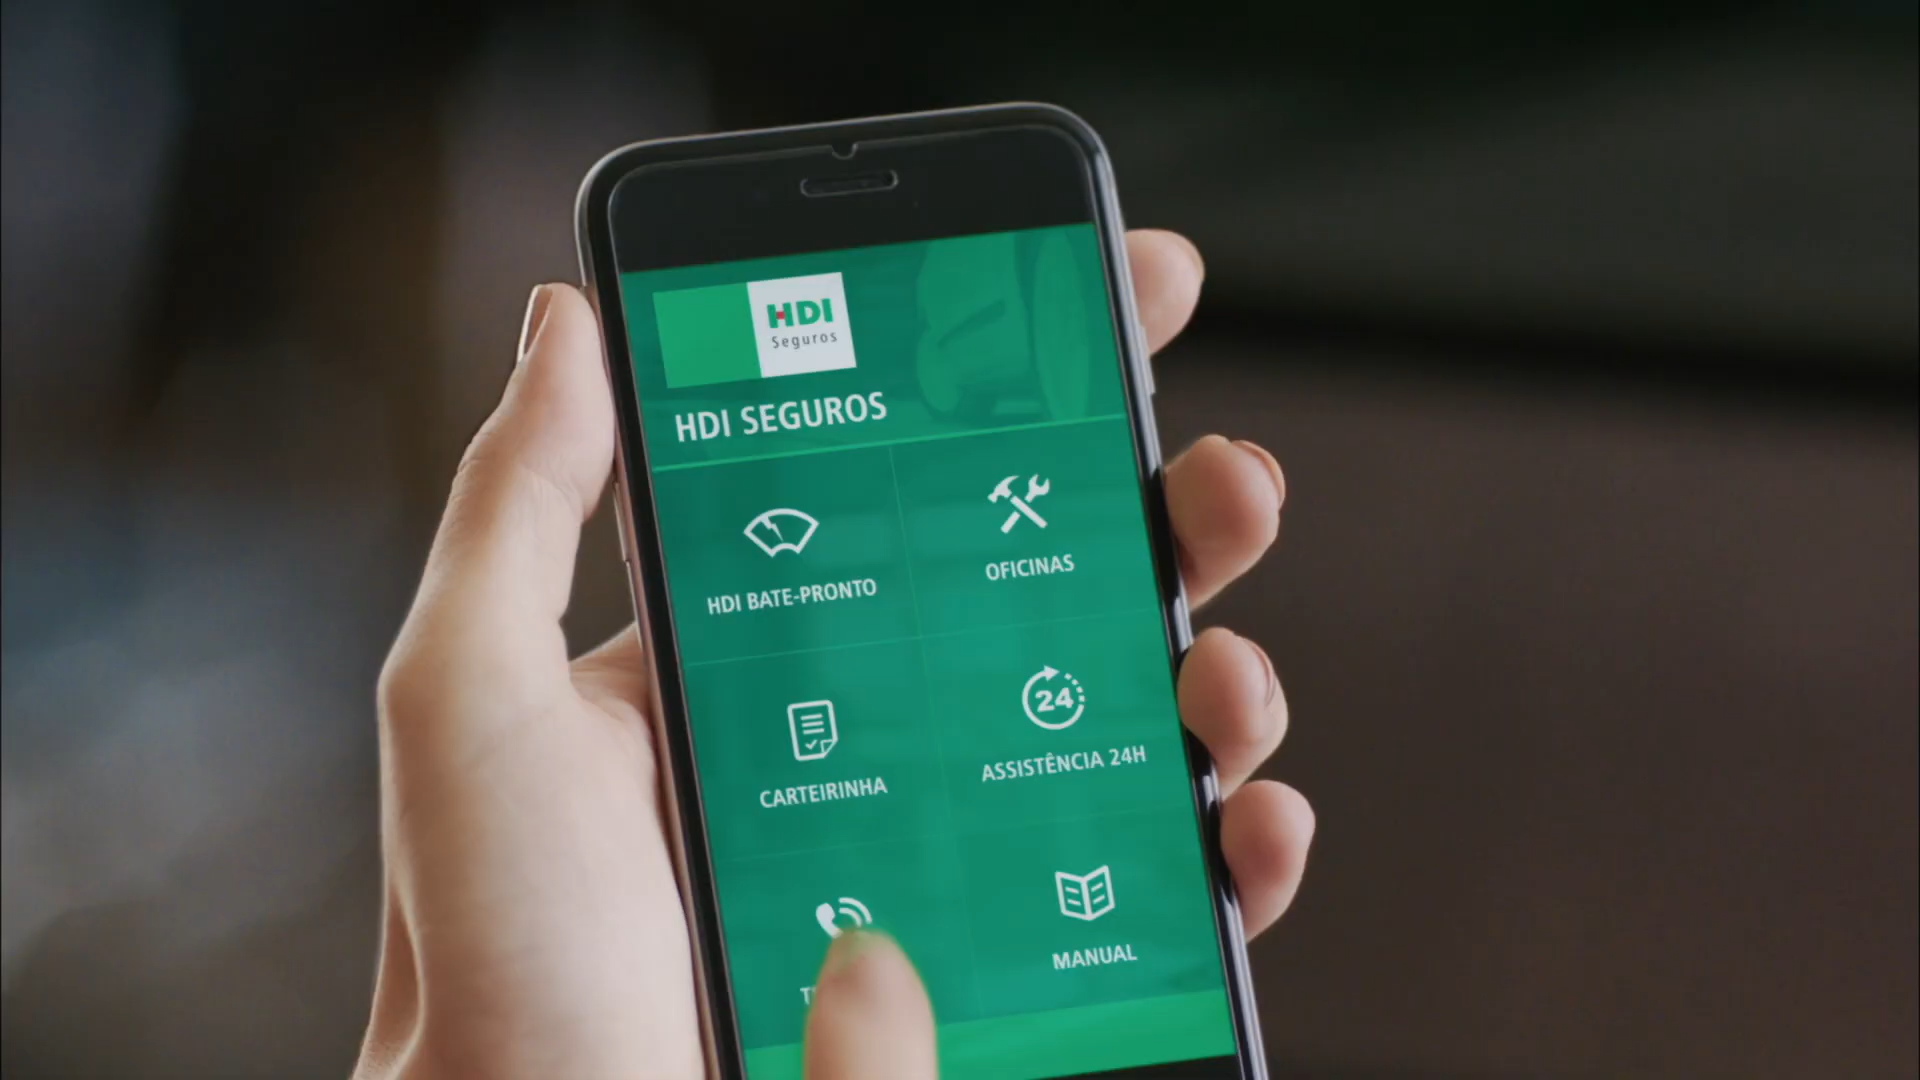 HDI
Seguros
HDI SEGUROS
HDI BATE-PRONTO
OFICINAS
CARTEIRINHA
24
ASSISTÊNCIA 24H
MANUAL